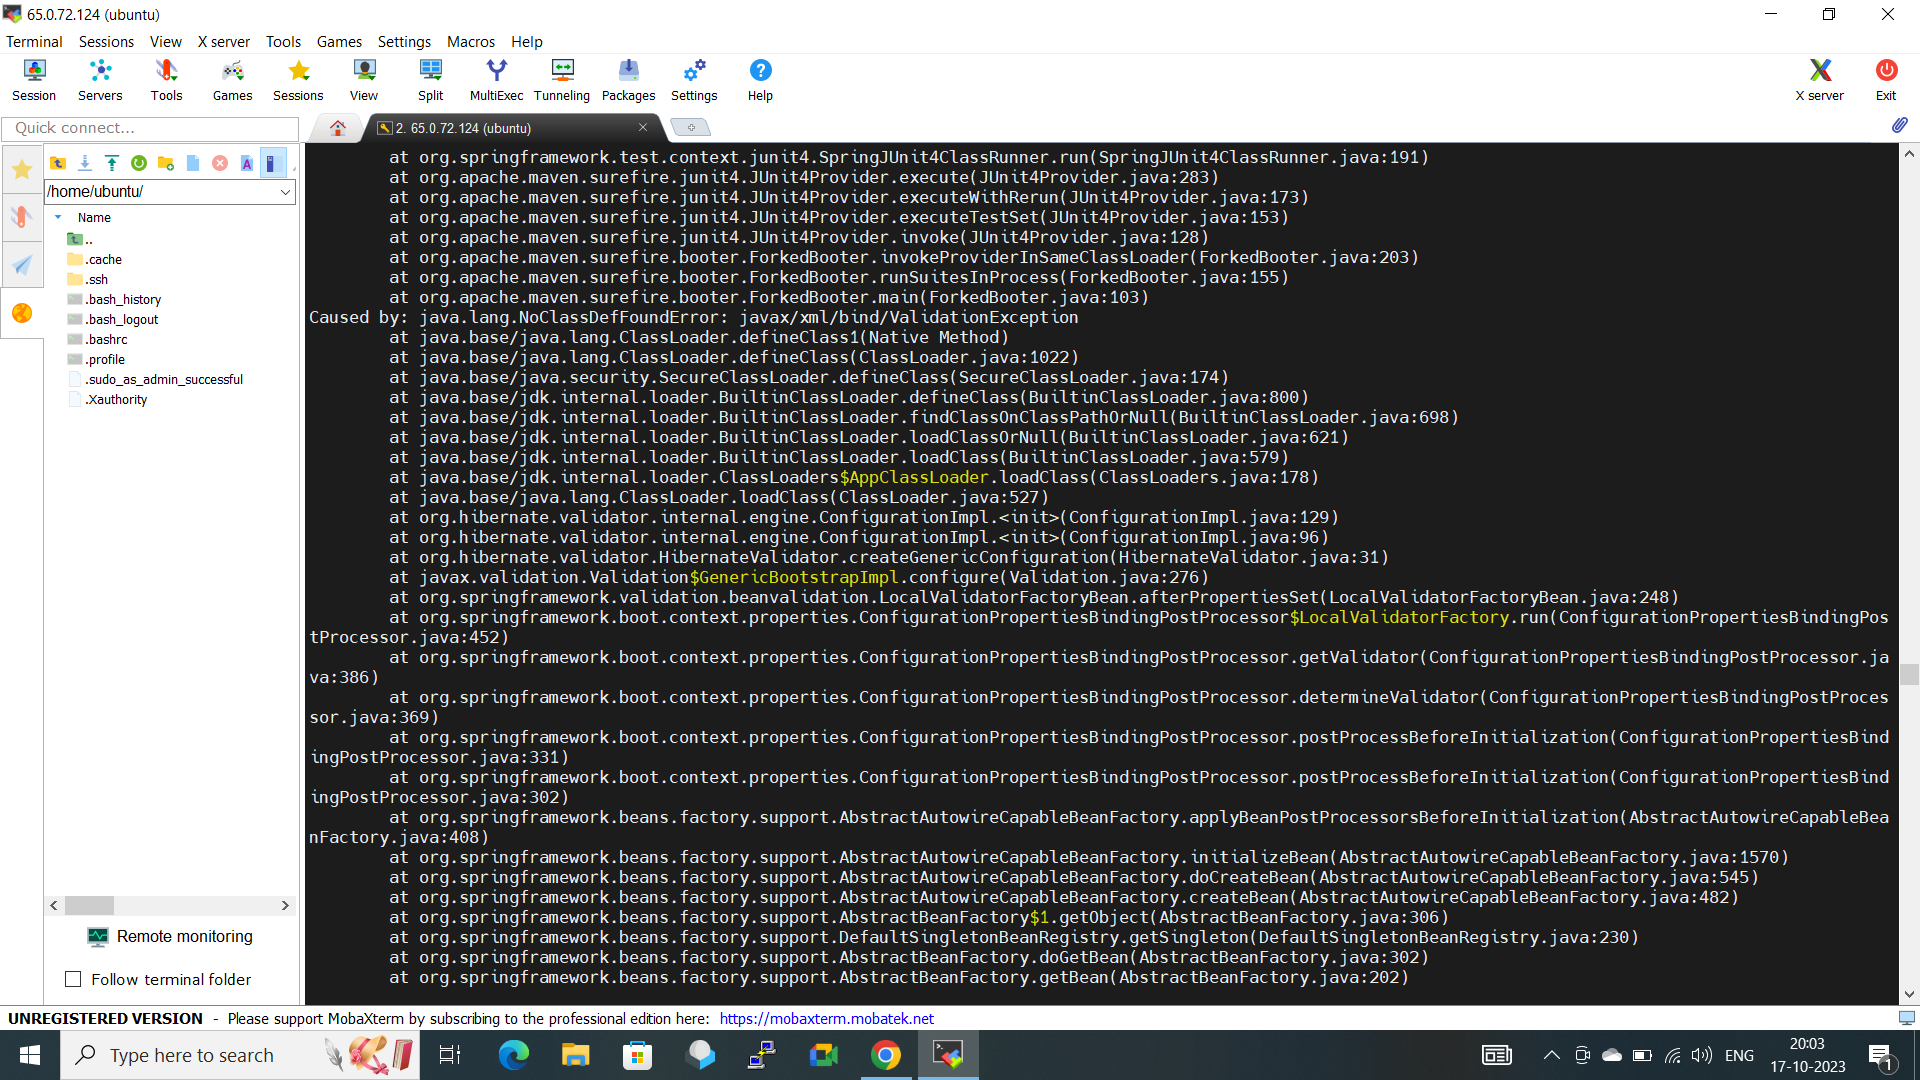 65.0.72.124 (ubuntu)
Terminal Sessions View X server Tools Games Settings Macros Help
Session Servers Tools Games Sessions View Split MultiExec Tunneling Packages Settings Help X server Exit
Quick connect...
2. 65.0.72.124 (ubuntu)
/home/ubuntu/
Name
..
.cache
.ssh
.bash_history
.bash_logout
.bashrc
.profile
.sudo_as_admin_successful
.Xauthority
Remote monitoring
Follow terminal folder
at org.springframework.test.context.junit4.SpringJUnit4ClassRunner.run(SpringJUnit4ClassRunner.java:191)
at org.apache.maven.surefire.junit4.JUnit4Provider.execute(JUnit4Provider.java:283)
at org.apache.maven.surefire.junit4.JUnit4Provider.executeWithRerun(JUnit4Provider.java:173)
at org.apache.maven.surefire.junit4.JUnit4Provider.executeTestSet(JUnit4Provider.java:153)
at org.apache.maven.surefire.junit4.JUnit4Provider.invoke(JUnit4Provider.java:128)
at org.apache.maven.surefire.booter.ForkedBooter.invokeProviderInSameClassLoader(ForkedBooter.java:203)
at org.apache.maven.surefire.booter.ForkedBooter.runSuitesInProcess(ForkedBooter.java:155)
at org.apache.maven.surefire.booter.ForkedBooter.main(ForkedBooter.java:103)
Caused by: java.lang.NoClassDefFoundError: javax/xml/bind/ValidationException
at java.base/java.lang.ClassLoader.defineClass1(Native Method)
at java.base/java.lang.ClassLoader.defineClass(ClassLoader.java:1022)
at java.base/java.security.SecureClassLoader.defineClass(SecureClassLoader.java:174)
at java.base/jdk.internal.loader.BuiltinClassLoader.defineClass(BuiltinClassLoader.java:800)
at java.base/jdk.internal.loader.BuiltinClassLoader.findClassOnClassPathOrNull(BuiltinClassLoader.java:698)
at java.base/jdk.internal.loader.BuiltinClassLoader.loadClassOrNull(BuiltinClassLoader.java:621)
at java.base/jdk.internal.loader.BuiltinClassLoader.loadClass(BuiltinClassLoader.java:579)
at java.base/jdk.internal.loader.ClassLoaders$AppClassLoader.loadClass(ClassLoaders.java:178)
at java.base/java.lang.ClassLoader.loadClass(ClassLoader.java:527)
at org.hibernate.validator.internal.engine.ConfigurationImpl.<init>(ConfigurationImpl.java:129)
at org.hibernate.validator.internal.engine.ConfigurationImpl.<init>(ConfigurationImpl.java:96)
at org.hibernate.validator.HibernateValidator.createGenericConfiguration(HibernateValidator.java:31)
at javax.validation.Validation$GenericBootstrapImpl.configure(Validation.java:276)
at org.springframework.validation.beanvalidation.LocalValidatorFactoryBean.afterPropertiesSet(LocalValidatorFactoryBean.java:248)
at org.springframework.boot.context.properties.ConfigurationPropertiesBindingPostProcessor$LocalValidatorFactory.run(ConfigurationPropertiesBindingPos
tProcessor.java:452)
at org.springframework.boot.context.properties.ConfigurationPropertiesBindingPostProcessor.getValidator(ConfigurationPropertiesBindingPostProcessor.ja
va:386)
at org.springframework.boot.context.properties.ConfigurationPropertiesBindingPostProcessor.determineValidator(ConfigurationPropertiesBindingPostProces
sor.java:369)
at org.springframework.boot.context.properties.ConfigurationPropertiesBindingPostProcessor.postProcessBeforeInitialization(ConfigurationPropertiesBind
ingPostProcessor.java:331)
at org.springframework.boot.context.properties.ConfigurationPropertiesBindingPostProcessor.postProcessBeforeInitialization(ConfigurationPropertiesBind
ingPostProcessor.java:302)
at org.springframework.beans.factory.support.AbstractAutowireCapableBeanFactory.applyBeanPostProcessorsBeforeInitialization(AbstractAutowireCapableBea
nFactory.java:408)
at org.springframework.beans.factory.support.AbstractAutowireCapableBeanFactory.initializeBean(AbstractAutowireCapableBeanFactory.java:1570)
at org.springframework.beans.factory.support.AbstractAutowireCapableBeanFactory.doCreateBean(AbstractAutowireCapableBeanFactory.java:545)
at org.springframework.beans.factory.support.AbstractAutowireCapableBeanFactory.createBean(AbstractAutowireCapableBeanFactory.java:482)
at org.springframework.beans.factory.support.AbstractBeanFactory$1.getObject(AbstractBeanFactory.java:306)
at org.springframework.beans.factory.support.DefaultSingletonBeanRegistry.getSingleton(DefaultSingletonBeanRegistry.java:230)
at org.springframework.beans.factory.support.AbstractBeanFactory.doGetBean(AbstractBeanFactory.java:302)
at org.springframework.beans.factory.support.AbstractBeanFactory.getBean(AbstractBeanFactory.java:202)
UNREGISTERED VERSION - Please support MobaXterm by subscribing to the professional edition here: https://mobaxterm.mobatek.net
Type here to search
ENG
20:03
17-10-2023
1